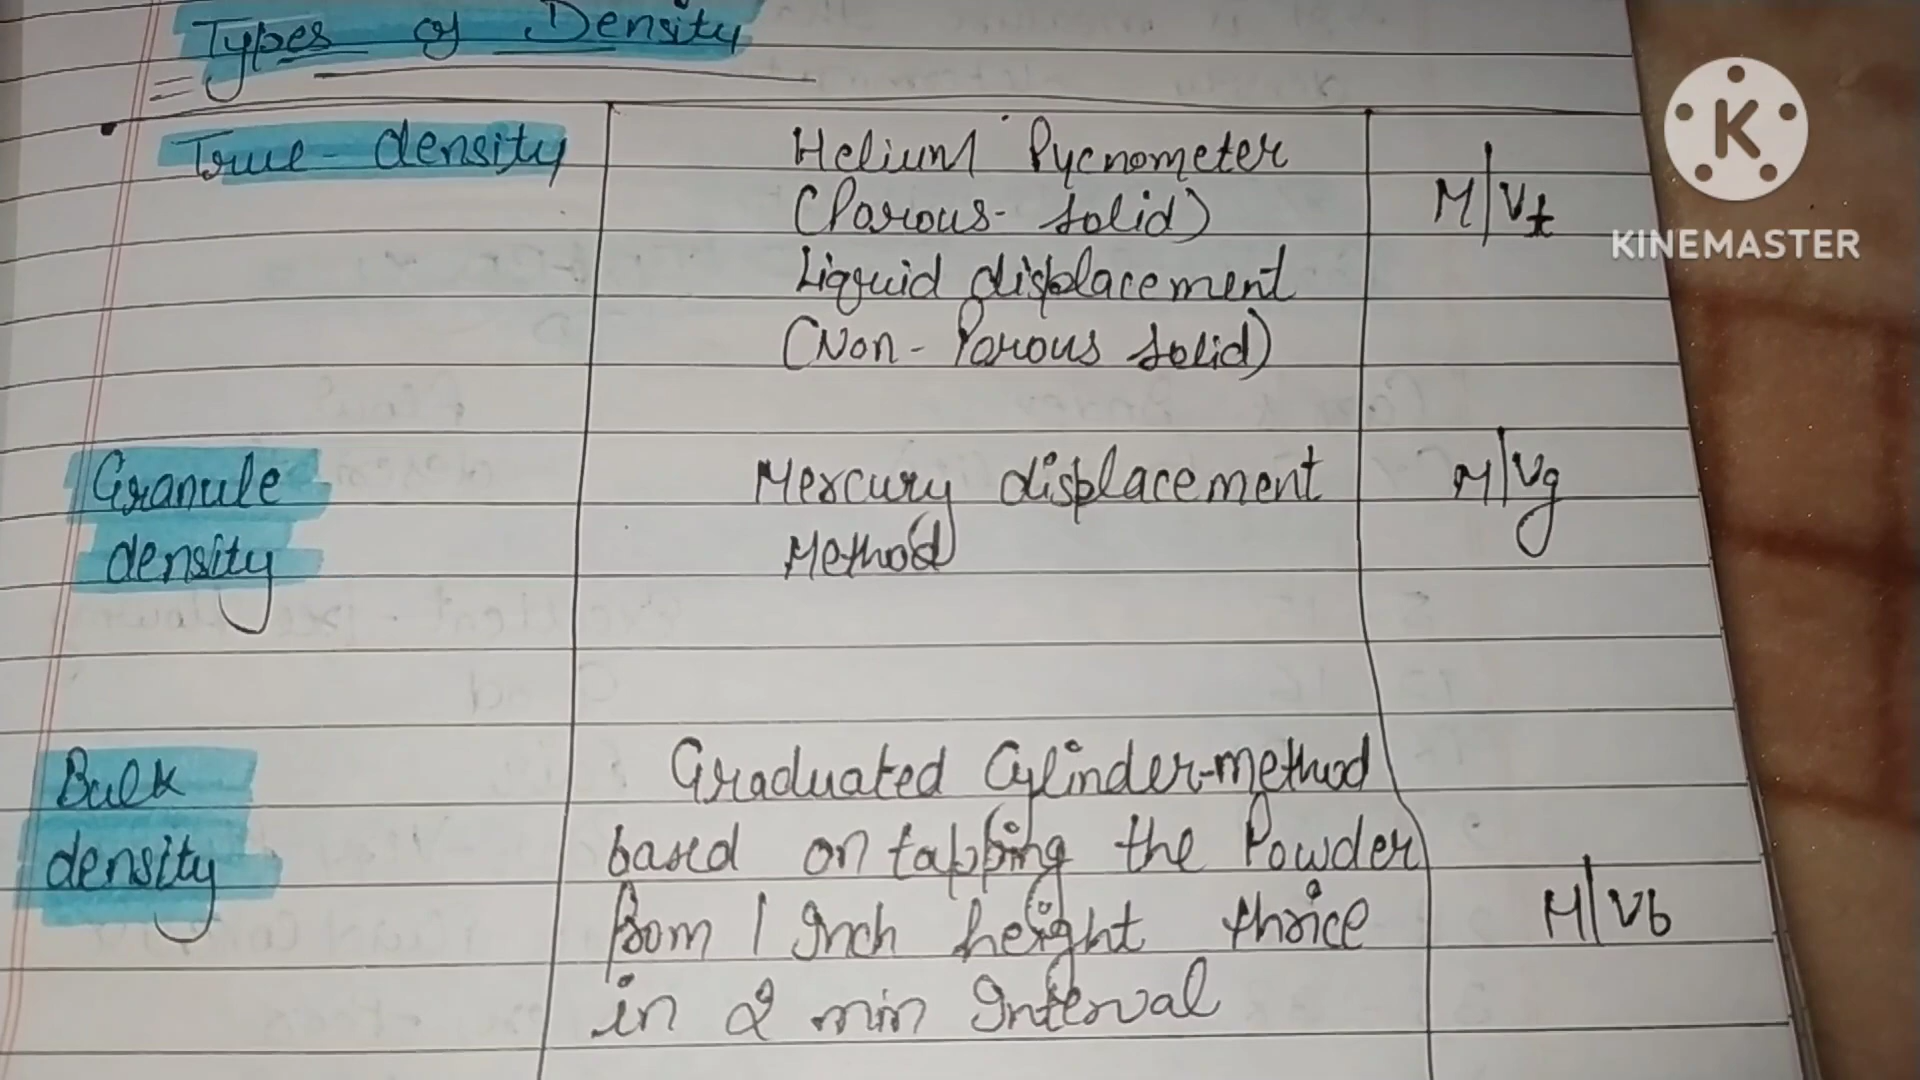 Types of Density
True density
Helium Pycnometer
(Porous-solid)
Liquid displacement
(Non-Porous solid)
M/Vt
Granule
density
Mercury displacement
Method
M/Vg
Bulk
density
Graduated Cylinder-method
based on tapping the Powder
from 1 Inch height thrice
in 2 min Interval
M/Vb
K
KINEMASTER